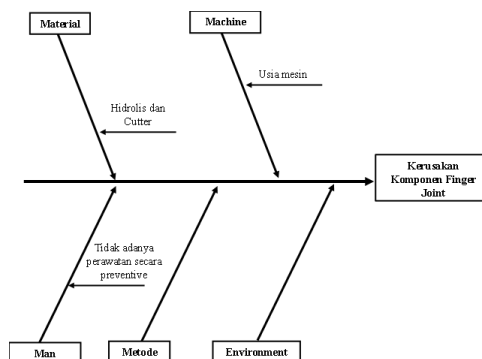 Material
Machine
Usia mesin
Hidrolis dan
Cutter
Kerusakan
Komponen Finger
Joint
Tidak adanya
perawatan secara
preventive
Man
Metode
Environment